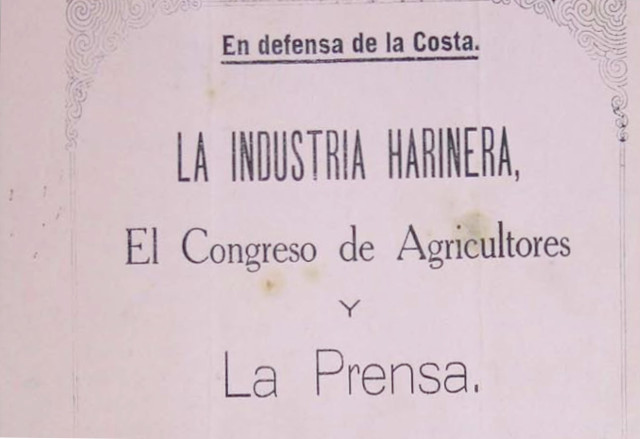 En defensa de la Costa.
LA INDUSTRIA HARINERA,
El Congreso de Agricultores
Y
La Prensa.